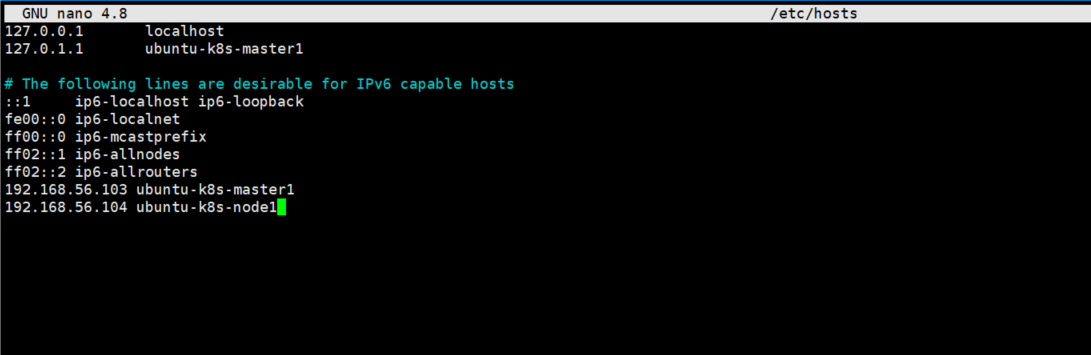 GNU nano 4.8 /etc/hosts
127.0.0.1 localhost
127.0.1.1 ubuntu-k8s-master1
# The following lines are desirable for IPv6 capable hosts
::1 ip6-localhost ip6-loopback
fe00::0 ip6-localnet
ff00::0 ip6-mcastprefix
ff02::1 ip6-allnodes
ff02::2 ip6-allrouters
192.168.56.103 ubuntu-k8s-master1
192.168.56.104 ubuntu-k8s-node1